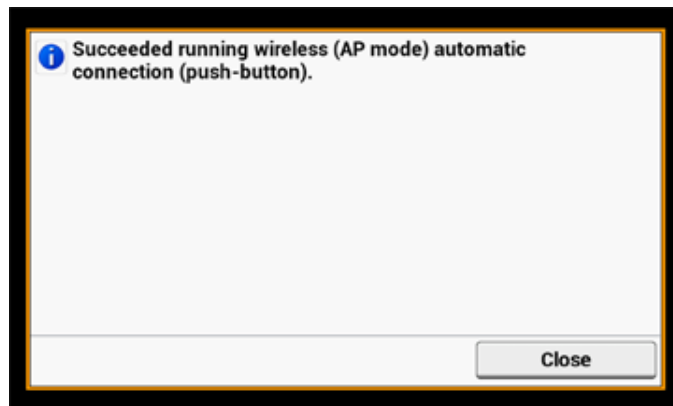 Succeeded running wireless (AP mode) automatic
connection (push-button).
Close